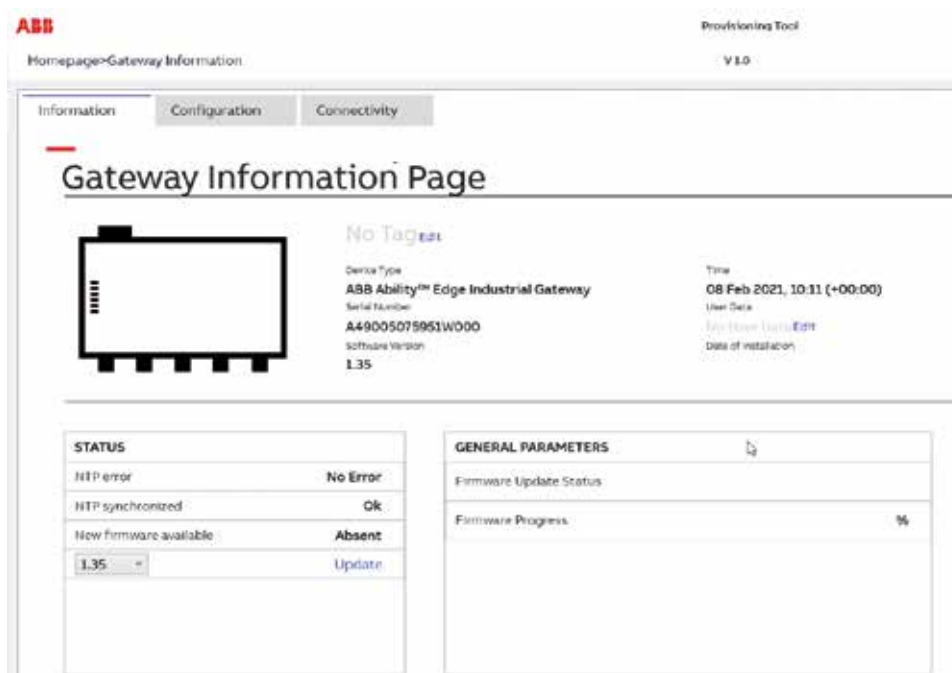 ABB
Provisioning Tool
Homepage>Gateway Information
V 1.0
Information
Configuration
Connectivity
Gateway Information Page
No Tag Edit
Device Type
ABB Ability™ Edge Industrial Gateway
Serial Number
A49005075951W000
Software Version
1.35
Time
08 Feb 2021, 10:11 (+00:00)
User Data
No User Data Edit
Date of installation
STATUS
NTP error No Error
NTP synchronized Ok
New firmware available Absent
1.35 Update
GENERAL PARAMETERS
Firmware Update Status
Firmware Progress %